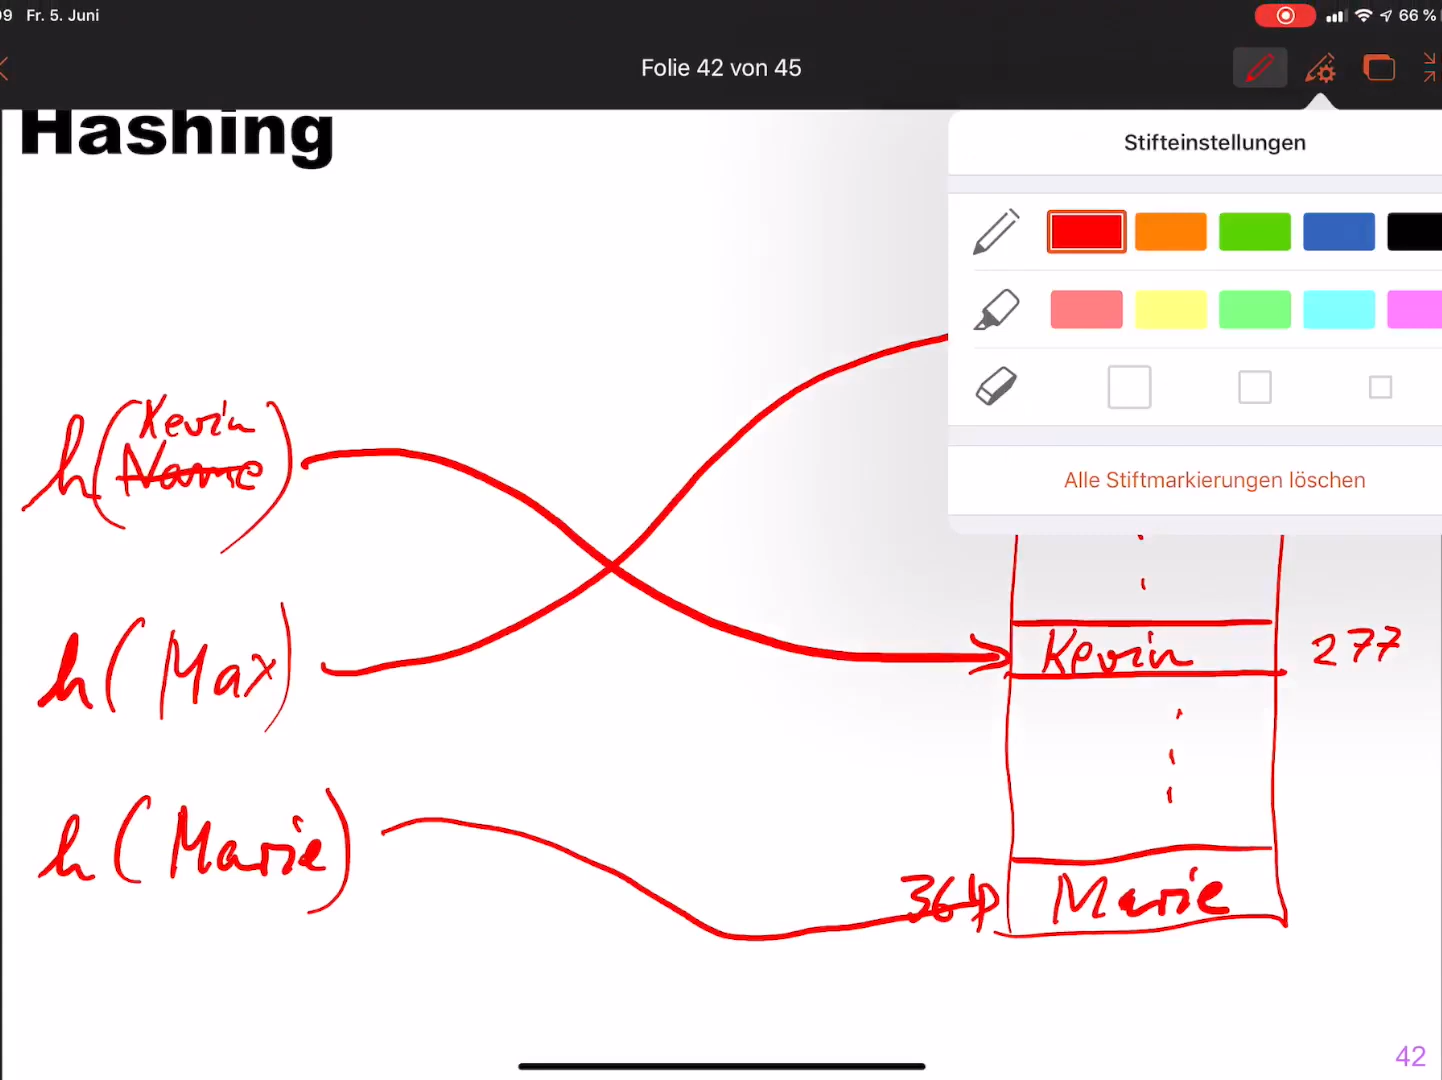 09 Fr. 5. Juni
66 %
Folie 42 von 45
Hashing
Stifteinstellungen
Alle Stiftmarkierungen löschen
h(Kevin
Name)
h(Max)
h(Marie)
Kevin 277
Marie
42